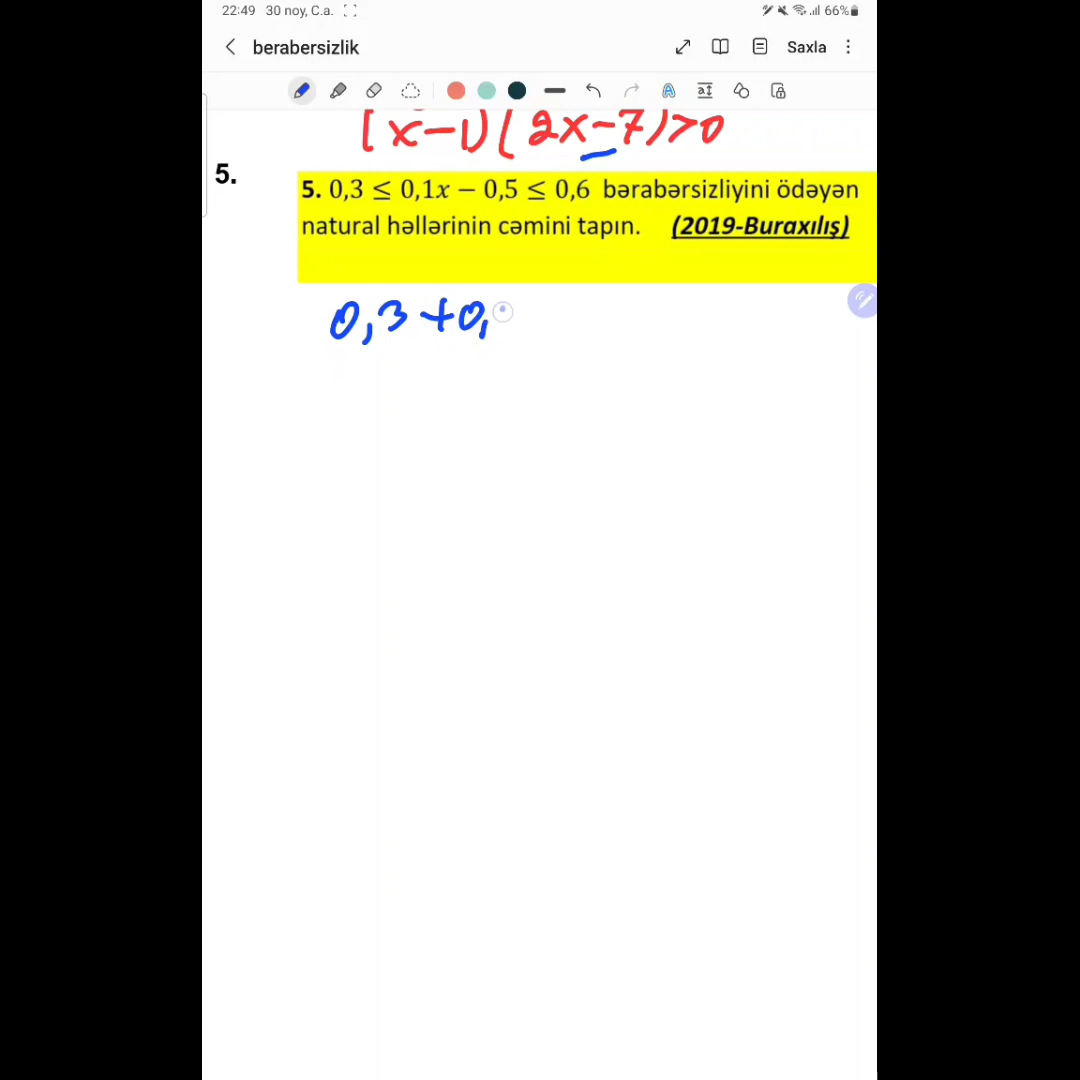 22:49 30 noy, C.a. 66%
berabersizlik Saxla
(x-1)(2x-7)>0
5.
5. 0,3 ≤ 0,1x − 0,5 ≤ 0,6 bərabərsizliyini ödəyən
natural həllərinin cəmini tapın. (2019-Buraxılış)
0,3 +0,